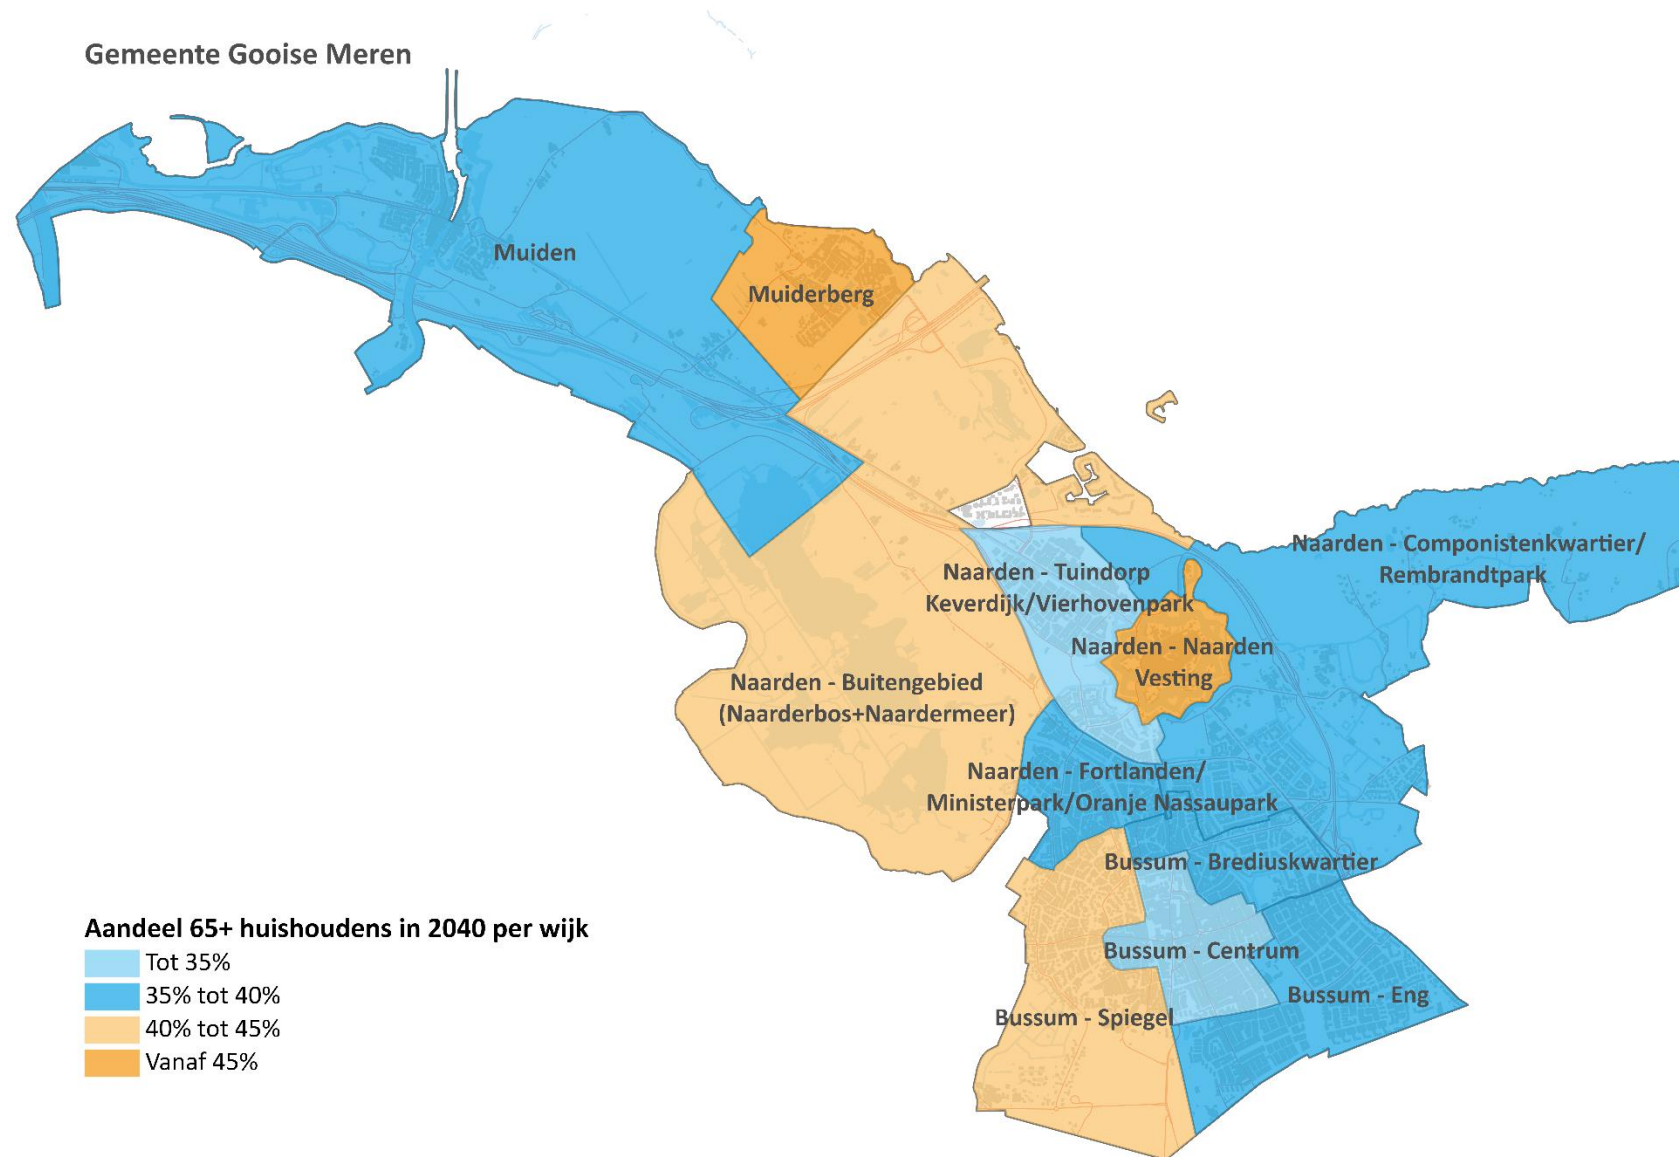 Gemeente Gooise Meren
Muiden
Muiderberg
Naarden - Componistenkwartier/
Rembrandtpark
Naarden - Tuindorp
Keverdijk/Vierhovenpark
Naarden - Naarden
Vesting
Naarden - Buitengebied
(Naarderbos+Naardermeer)
Naarden - Fortlanden/
Ministerpark/Oranje Nassaupark
Bussum - Brediuskwartier
Bussum - Centrum
Bussum - Eng
Bussum - Spiegel
Aandeel 65+ huishoudens in 2040 per wijk
Tot 35%
35% tot 40%
40% tot 45%
Vanaf 45%